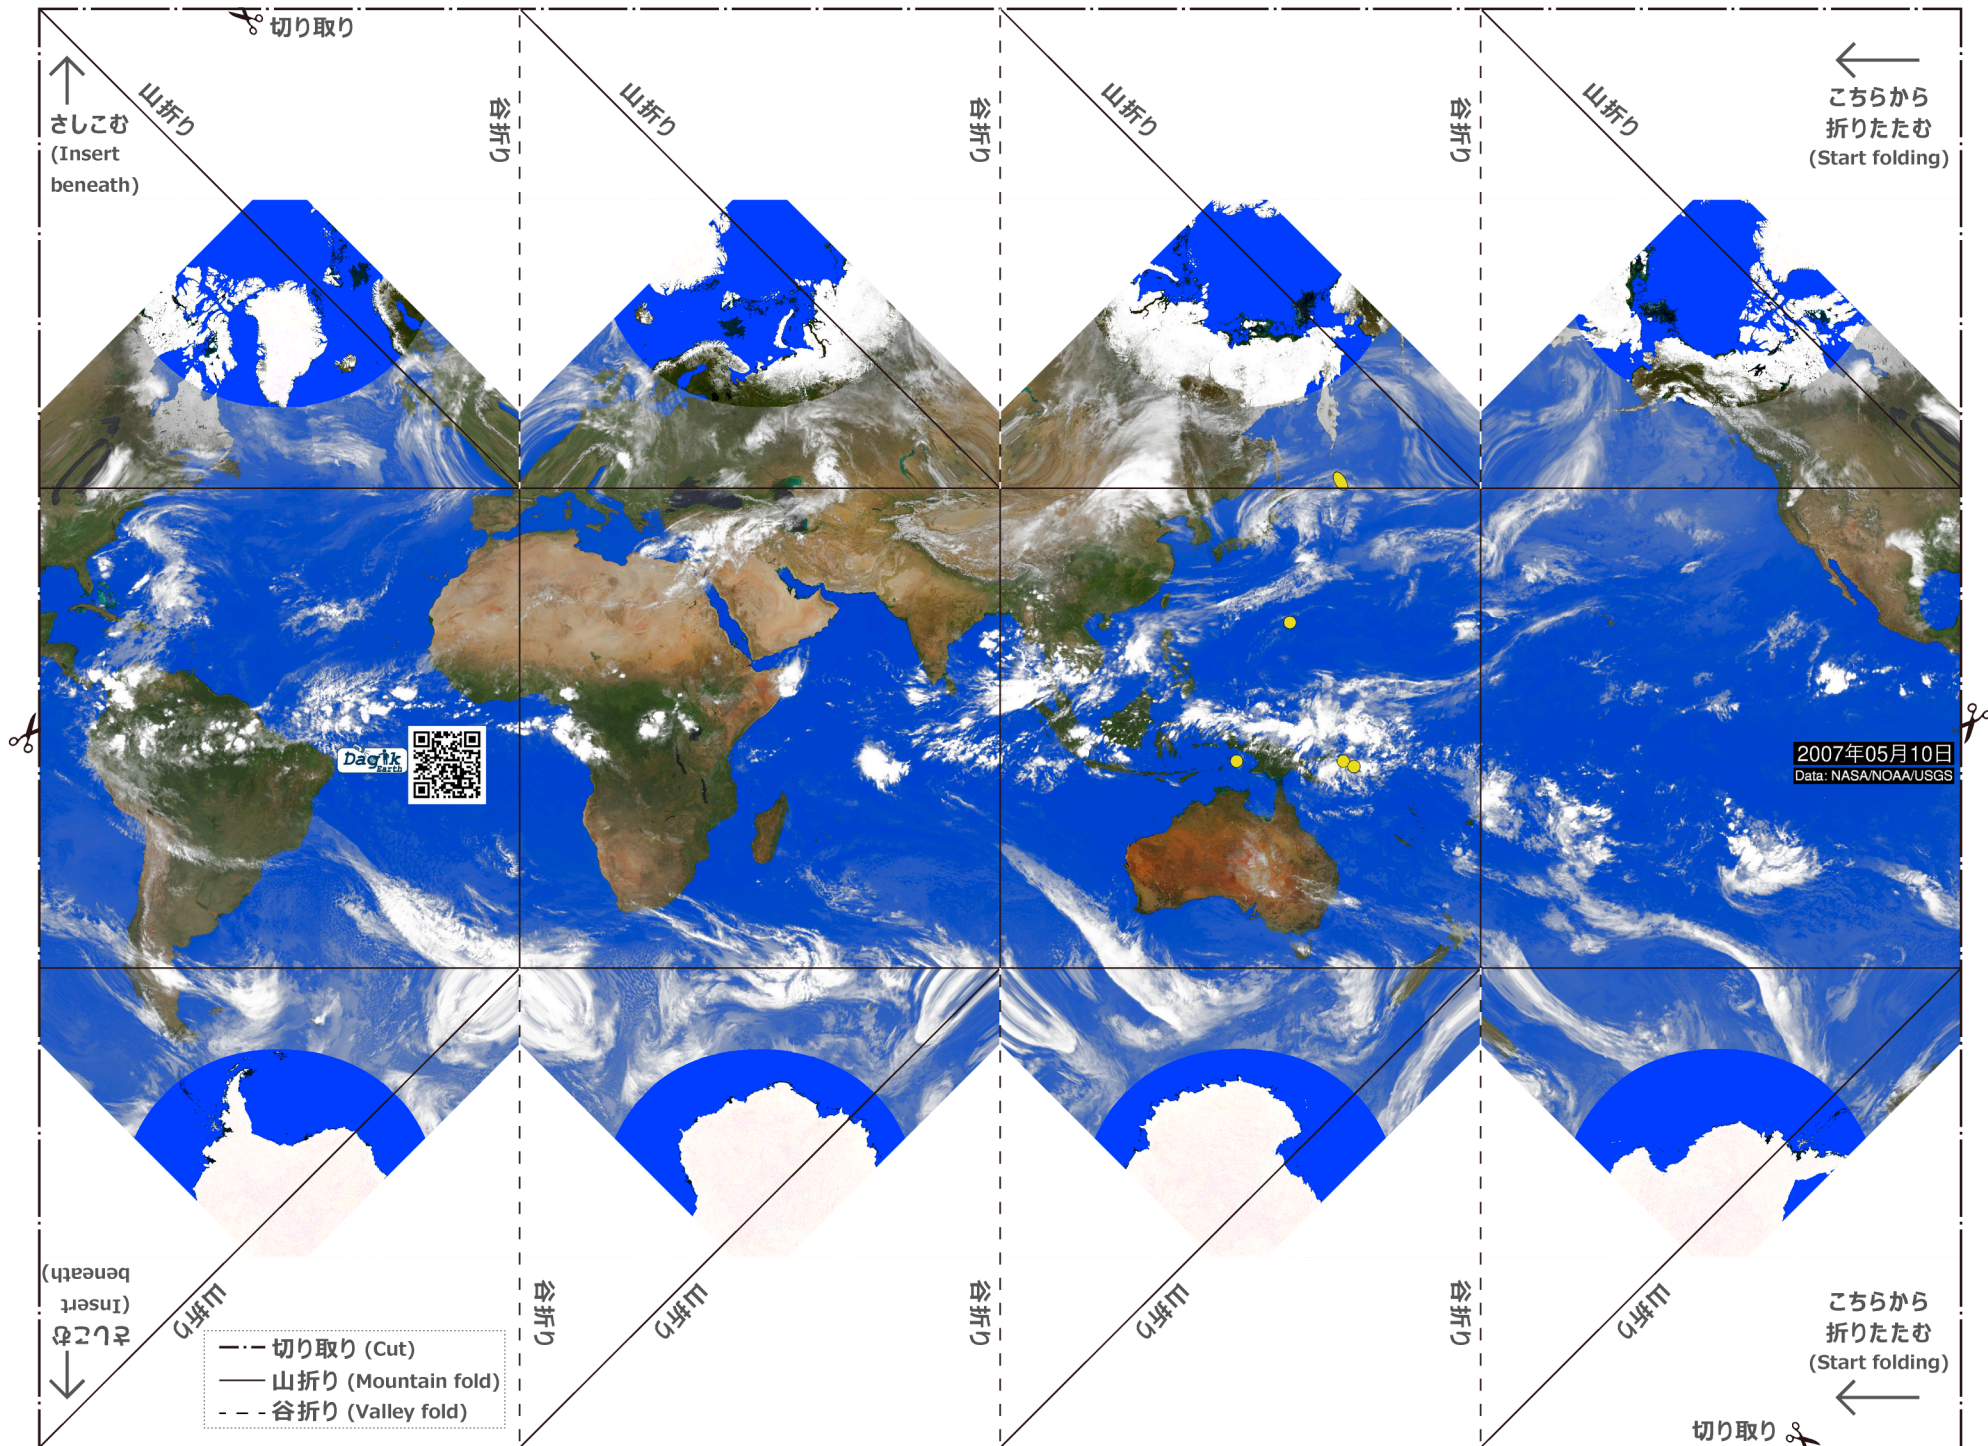 切り取り
さしこむ
(Insert
beneath)
山折り
谷折り
山折り
谷折り
山折り
谷折り
山折り
こちらから
折りたたむ
(Start folding)
Dagik
Earth
2007年05月10日
Data: NASA/NOAA/USGS
さしこむ
(Insert
beneath)
山折り
谷折り
山折り
谷折り
山折り
谷折り
山折り
こちらから
折りたたむ
(Start folding)
切り取り (Cut)
山折り (Mountain fold)
谷折り (Valley fold)
切り取り